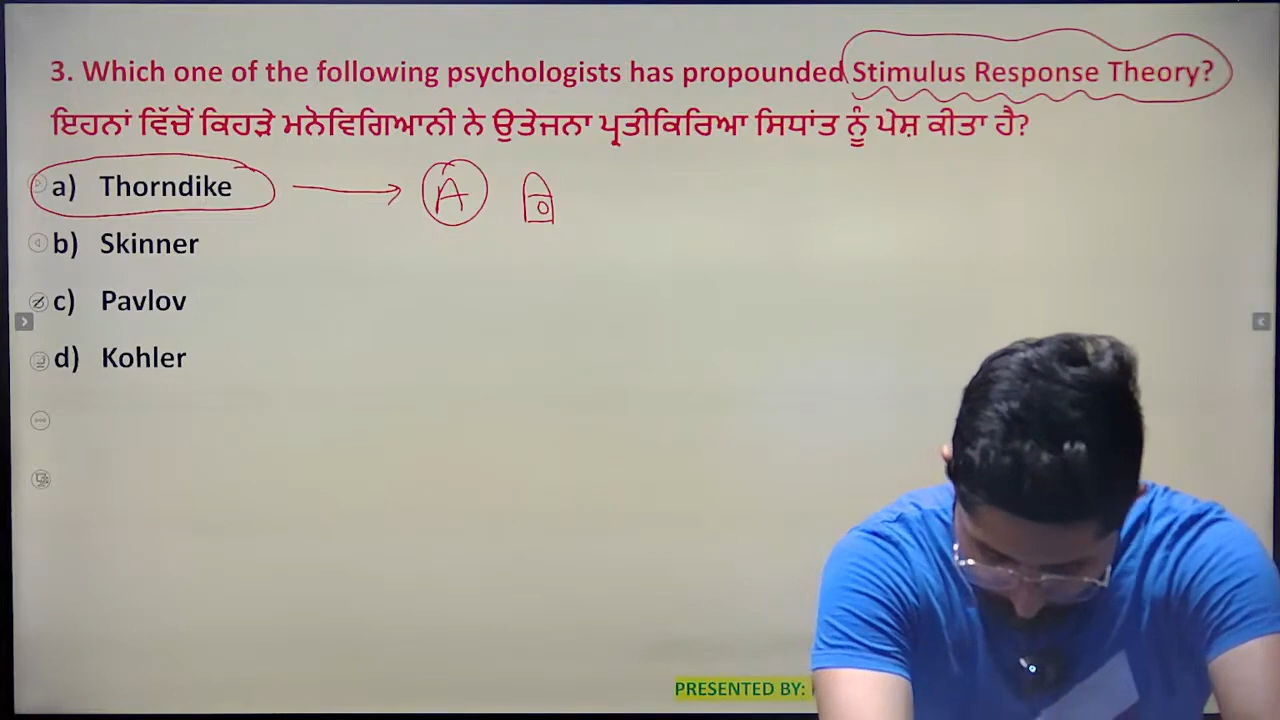 3. Which one of the following psychologists has propounded Stimulus Response Theory?
ਇਹਨਾਂ ਵਿੱਚੋਂ ਕਿਹੜੇ ਮਨੋਵਿਗਿਆਨੀ ਨੇ ਉਤੇਜਨਾ ਪ੍ਰਤੀਕਿਰਿਆ ਸਿਧਾਂਤ ਨੂੰ ਪੇਸ਼ ਕੀਤਾ ਹੈ?
a) Thorndike A
b) Skinner
c) Pavlov
d) Kohler
PRESENTED BY: